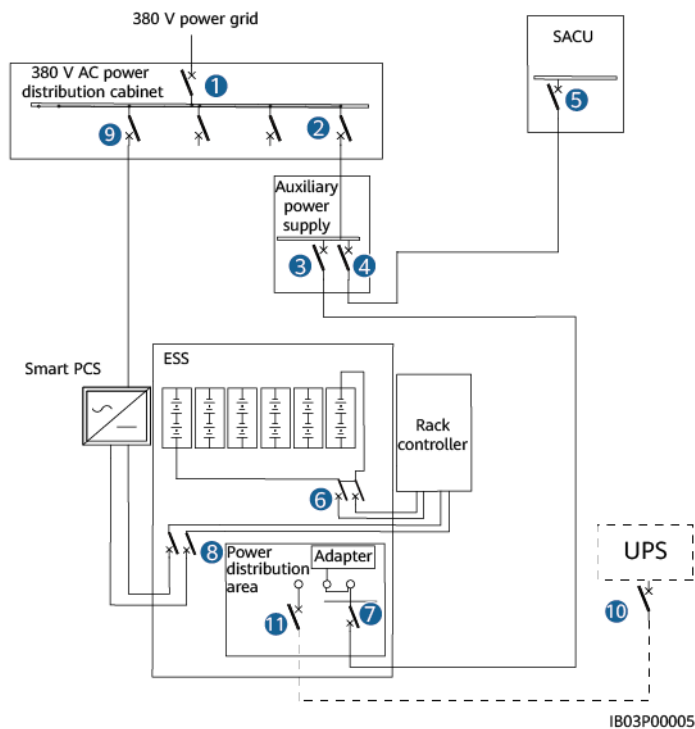 380 V power grid
SACU
380 V AC power
distribution cabinet
1
5
9
2
Auxiliary
power
supply
3
4
ESS
Smart PCS
Rack
controller
6
8
Power
distribution
area
Adapter
UPS
7
10
11
IB03P00005